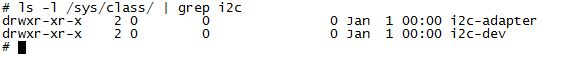 # ls -l /sys/class/ | grep i2c
drwxr-xr-x    2 0        0               0 Jan  1 00:00 i2c-adapter
drwxr-xr-x    2 0        0               0 Jan  1 00:00 i2c-dev
#